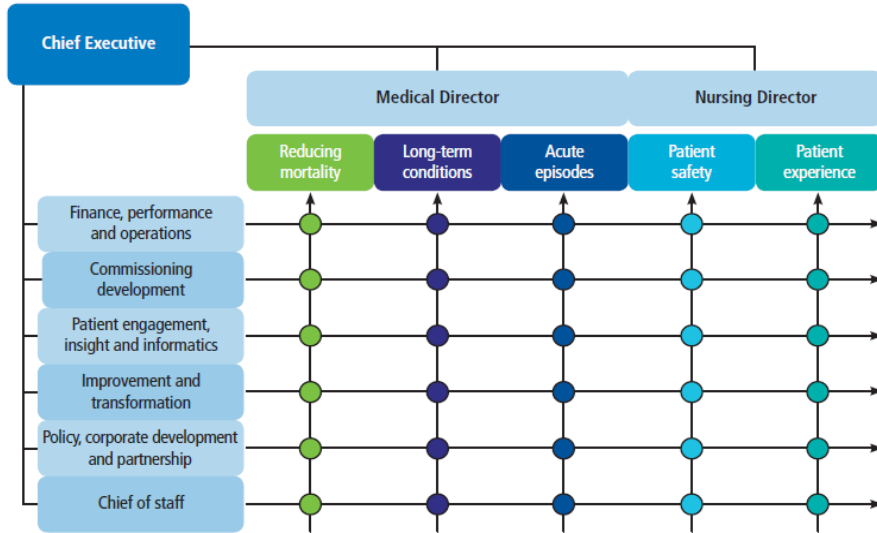 Chief Executive
Medical Director
Nursing Director
Reducing
mortality
Long-term
conditions
Acute
episodes
Patient
safety
Patient
experience
Finance, performance
and operations
Commissioning
development
Patient engagement,
insight and informatics
Improvement and
transformation
Policy, corporate development
and partnership
Chief of staff